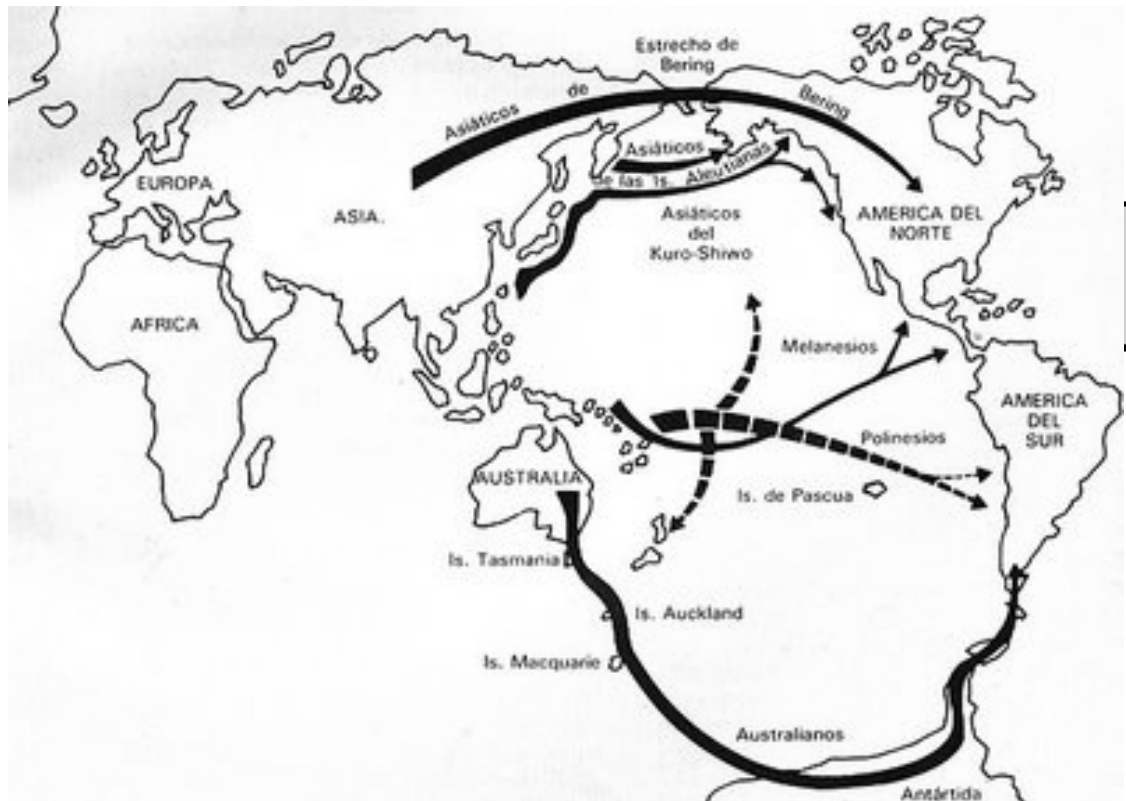 Estrecho de
Bering
Asiáticos de Bering
Asiáticos
de las Is. Aleutianas
EUROPA
ASIA.
Asiáticos
del
Kuro-Shiwo
AMERICA DEL
NORTE
AFRICA
Melanesios
AMERICA
DEL
SUR
Polinesios
AUSTRALIA
Is. de Pascua
Is. Tasmania
Is. Auckland
Is. Macquarie
Australianos
Antártida